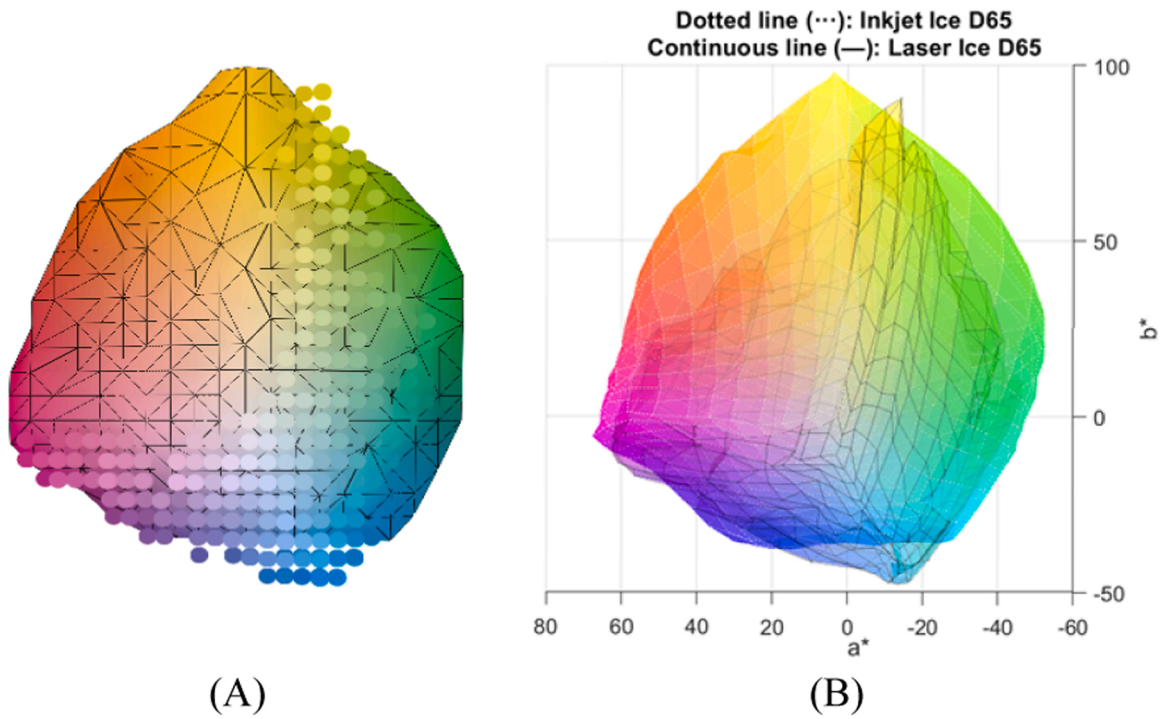 Dotted line (···): Inkjet Ice D65
Continuous line (—): Laser Ice D65
100
50
0
-50
b*
80 60 40 20 0 -20 -40 -60
a*
(A) (B)